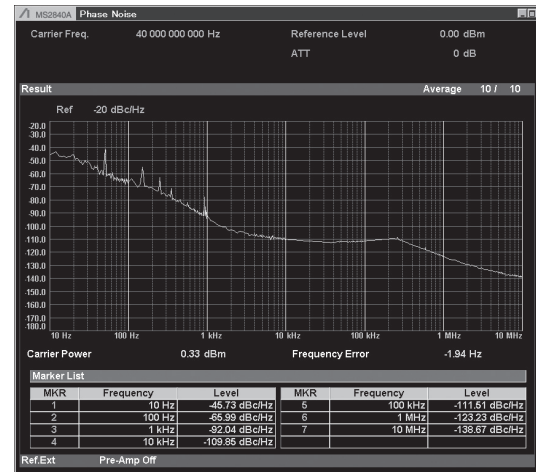 MS2840A Phase Noise
Carrier Freq. 40 000 000 000 Hz Reference Level 0.00 dBm
ATT 0 dB
Result Average 10 / 10
Ref -20 dBc/Hz
-20.0
-30.0
-40.0
-50.0
-60.0
-70.0
-80.0
-90.0
-100.0
-110.0
-120.0
-130.0
-140.0
-150.0
-160.0
-170.0
-180.0
10 Hz 100 Hz 1 kHz 10 kHz 100 kHz 1 MHz 10 MHz
Carrier Power 0.33 dBm Frequency Error -1.94 Hz
Marker List
MKR Frequency Level MKR Frequency Level
1 10 Hz -45.73 dBc/Hz 5 100 kHz -111.51 dBc/Hz
2 100 Hz -65.99 dBc/Hz 6 1 MHz -123.23 dBc/Hz
3 1 kHz -92.04 dBc/Hz 7 10 MHz -138.67 dBc/Hz
4 10 kHz -109.85 dBc/Hz
Ref.Ext Pre-Amp Off